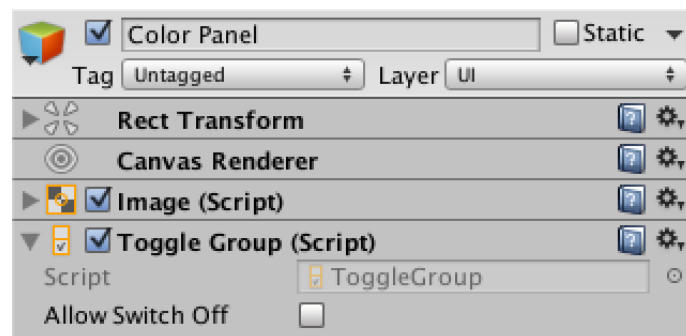 Color Panel Static
Tag Untagged Layer UI
Rect Transform
Canvas Renderer
Image (Script)
Toggle Group (Script)
Script ToggleGroup
Allow Switch Off